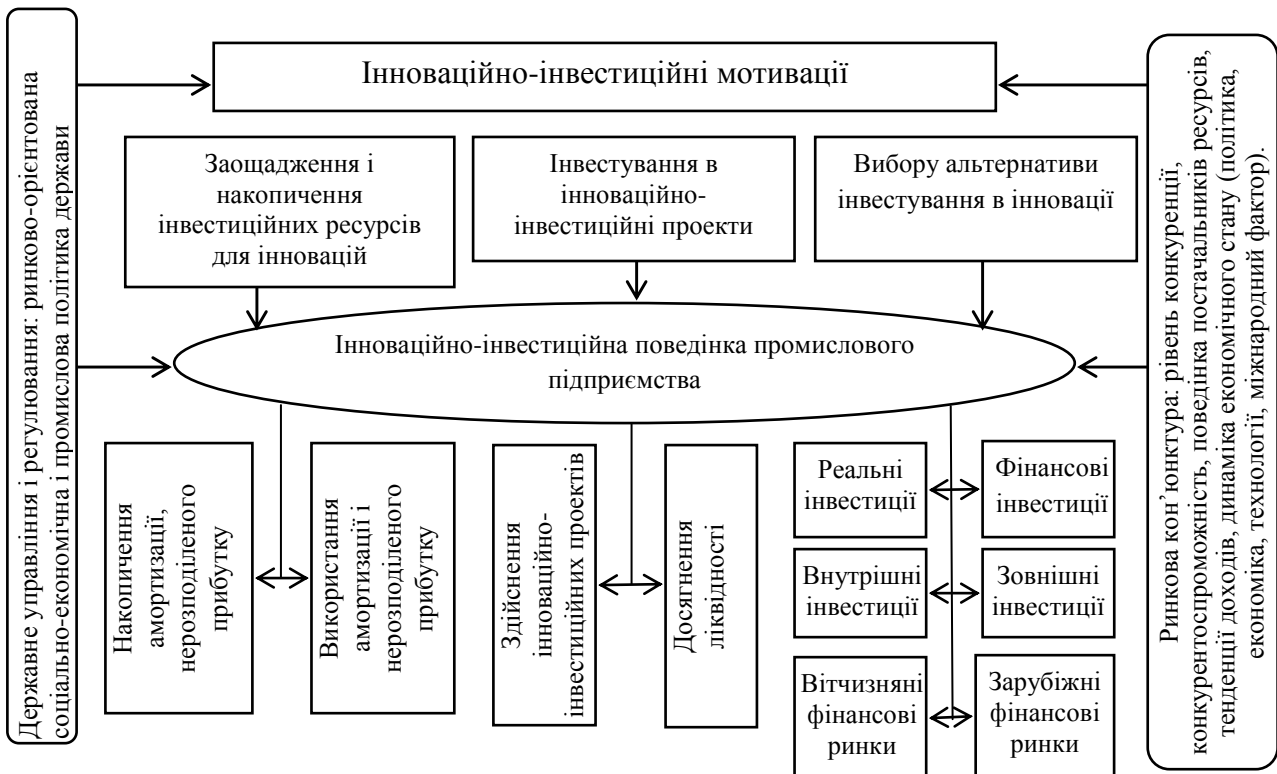 Державне управління і регулювання: ринково-орієнтована
соціально-економічна і промислова політика держави
Інноваційно-інвестиційні мотивації
Заощадження і
накопичення
інвестиційних ресурсів
для інновацій
Інвестування в
інноваційно-
інвестиційні проекти
Вибору альтернативи
інвестування в інновації
Інноваційно-інвестиційна поведінка промислового
підприємства
Накопичення
амортизації,
нерозподіленого
прибутку
Використання
амортизації і
нерозподіленого
прибутку
Здійснення
інноваційно-
інвестиційних проектів
Досягнення
ліквідності
Реальні
інвестиції
Фінансові
інвестиції
Внутрішні
інвестиції
Зовнішні
інвестиції
Вітчизняні
фінансові
ринки
Зарубіжні
фінансові
ринки
Ринкова кон’юнктура: рівень конкуренції,
конкурентоспроможність, поведінка постачальників ресурсів,
тенденції доходів, динаміка економічного стану (політика,
економіка, технології, міжнародний фактор).